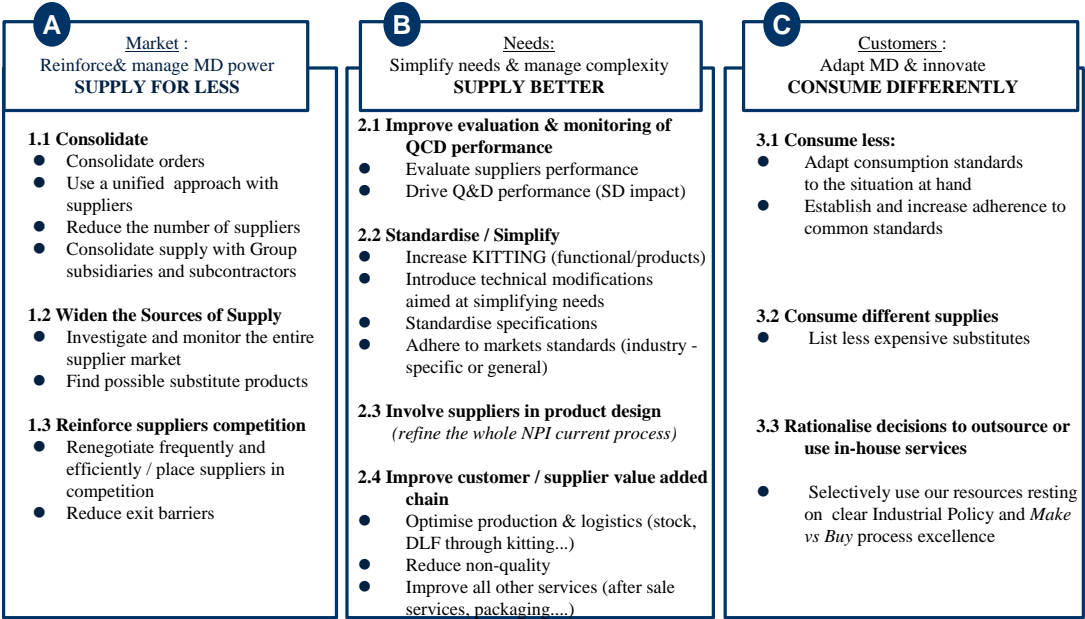 A
Market :
Reinforce& manage MD power
SUPPLY FOR LESS
1.1 Consolidate
● Consolidate orders
● Use a unified approach with
suppliers
● Reduce the number of suppliers
● Consolidate supply with Group
subsidiaries and subcontractors
1.2 Widen the Sources of Supply
● Investigate and monitor the entire
supplier market
● Find possible substitute products
1.3 Reinforce suppliers competition
● Renegotiate frequently and
efficiently / place suppliers in
competition
● Reduce exit barriers
B
Needs:
Simplify needs & manage complexity
SUPPLY BETTER
2.1 Improve evaluation & monitoring of
QCD performance
● Evaluate suppliers performance
● Drive Q&D performance (SD impact)
2.2 Standardise / Simplify
● Increase KITTING (functional/products)
● Introduce technical modifications
aimed at simplifying needs
● Standardise specifications
● Adhere to markets standards (industry -
specific or general)
2.3 Involve suppliers in product design
(refine the whole NPI current process)
2.4 Improve customer / supplier value added
chain
● Optimise production & logistics (stock,
DLF through kitting...)
● Reduce non-quality
● Improve all other services (after sale
services, packaging....)
C
Customers :
Adapt MD & innovate
CONSUME DIFFERENTLY
3.1 Consume less:
● Adapt consumption standards
to the situation at hand
● Establish and increase adherence to
common standards
3.2 Consume different supplies
● List less expensive substitutes
3.3 Rationalise decisions to outsource or
use in-house services
● Selectively use our resources resting
on clear Industrial Policy and Make
vs Buy process excellence